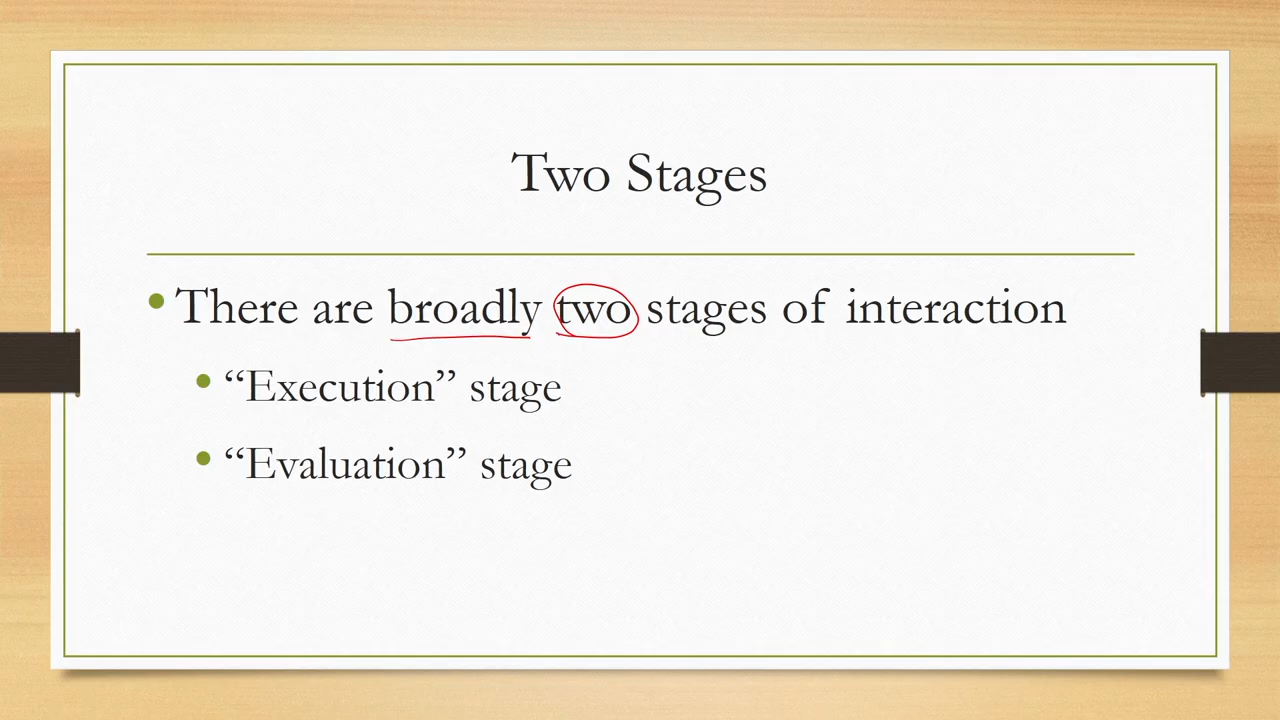 Two Stages
There are broadly two stages of interaction
“Execution” stage
“Evaluation” stage